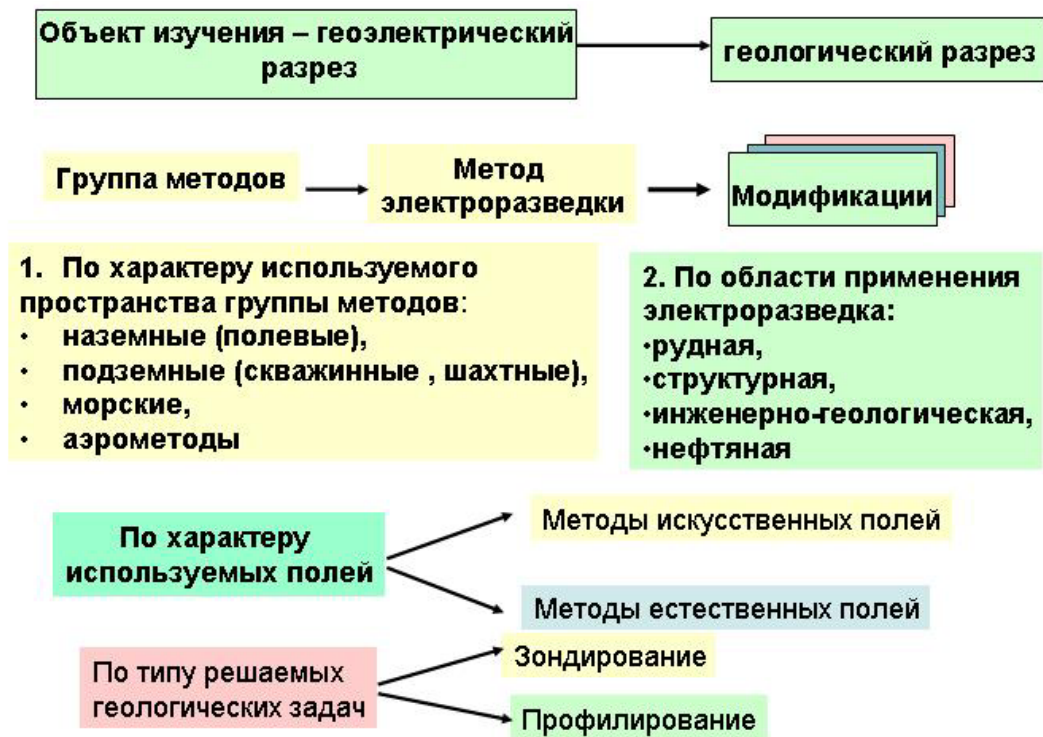 Объект изучения – геоэлектрический
разрез
геологический разрез
Группа методов
Метод
электроразведки
Модификации
1. По характеру используемого
пространства группы методов:
• наземные (полевые),
• подземные (скважинные , шахтные),
• морские,
• аэрометоды
2. По области применения
электроразведка:
•рудная,
•структурная,
•инженерно-геологическая,
•нефтяная
По характеру
используемых полей
Методы искусственных полей
Методы естественных полей
По типу решаемых
геологических задач
Зондирование
Профилирование